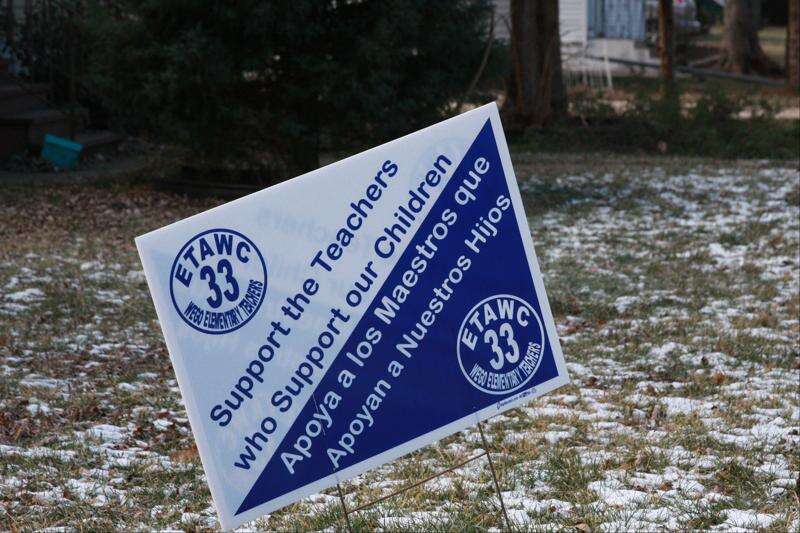 ETAWC
33
WEGO ELEMENTARY TEACHERS
Support the Teachers
who Support our Children
Apoya a los Maestros que
Apoyan a Nuestros Hijos
ETAWC
33
WEGO ELEMENTARY TEACHERS